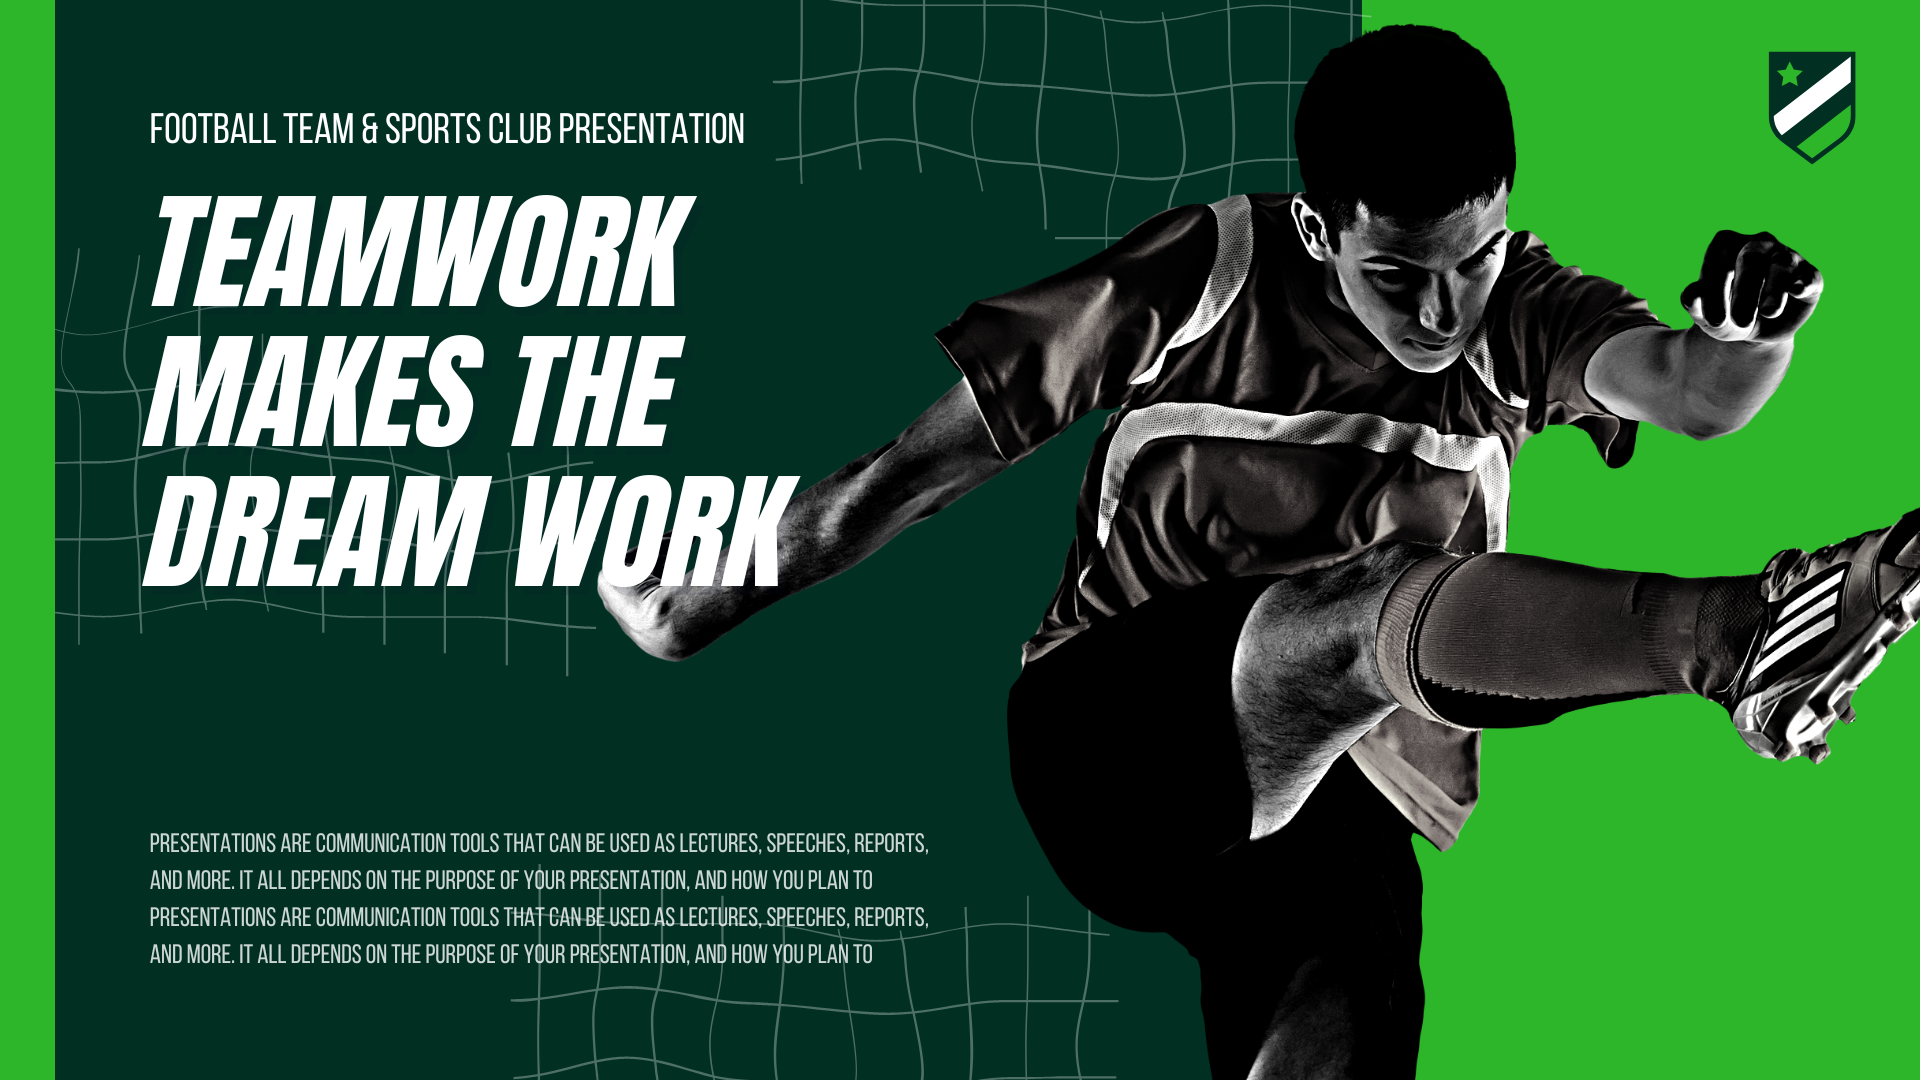 FOOTBALL TEAM & SPORTS CLUB PRESENTATION
TEAMWORK
MAKES THE
DREAM WORK
PRESENTATIONS ARE COMMUNICATION TOOLS THAT CAN BE USED AS LECTURES, SPEECHES, REPORTS,
AND MORE. IT ALL DEPENDS ON THE PURPOSE OF YOUR PRESENTATION, AND HOW YOU PLAN TO
PRESENTATIONS ARE COMMUNICATION TOOLS THAT CAN BE USED AS LECTURES, SPEECHES, REPORTS,
AND MORE. IT ALL DEPENDS ON THE PURPOSE OF YOUR PRESENTATION, AND HOW YOU PLAN TO